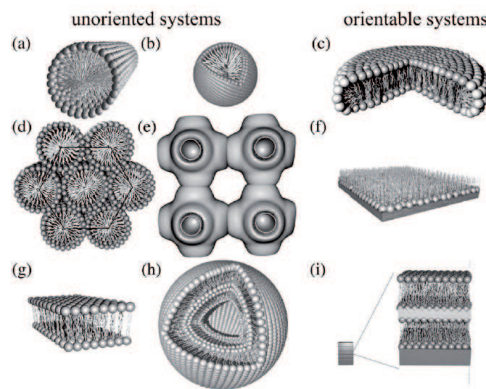 unoriented systems
orientable systems
(a)
(b)
(c)
(d)
(e)
(f)
(g)
(h)
(i)